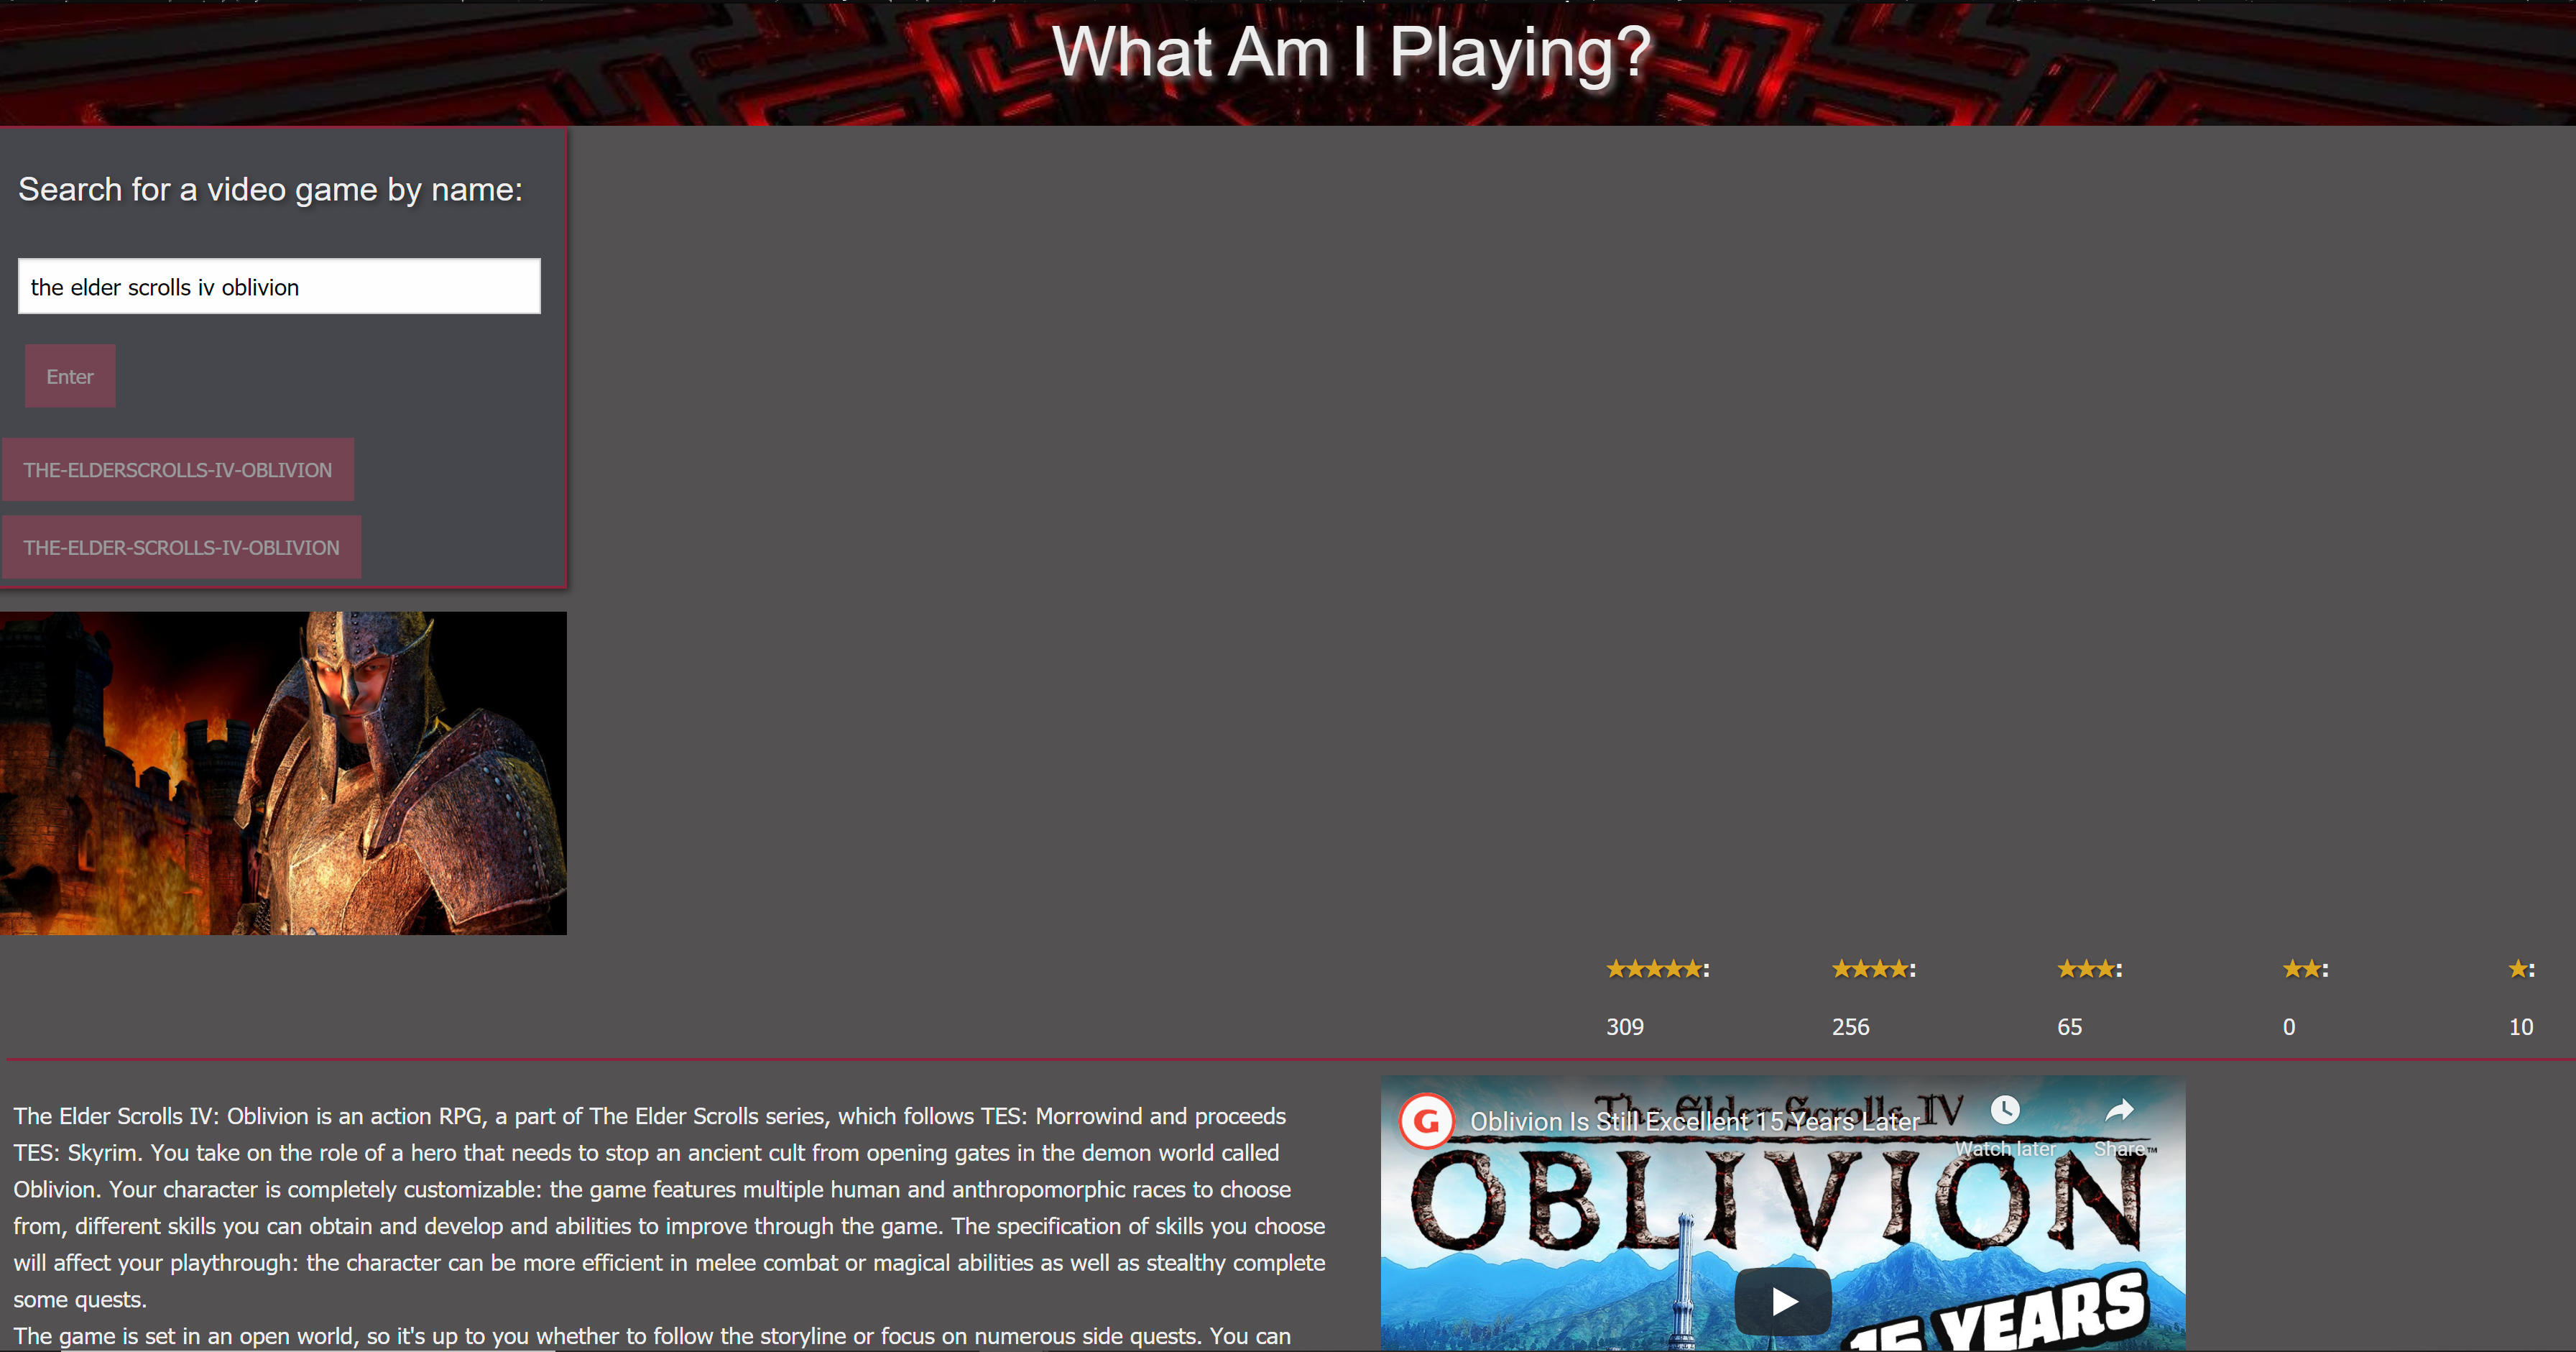 What Am I Playing?
Search for a video game by name:
the elder scrolls iv oblivion
Enter
THE-ELDERSCROLLS-IV-OBLIVION
THE-ELDER-SCROLLS-IV-OBLIVION
★★★★★: ★★★★: ★★★: ★★: ★:
309 256 65 0 10
The Elder Scrolls IV: Oblivion is an action RPG, a part of The Elder Scrolls series, which follows TES: Morrowind and proceeds
TES: Skyrim. You take on the role of a hero that needs to stop an ancient cult from opening gates in the demon world called
Oblivion. Your character is completely customizable: the game features multiple human and anthropomorphic races to choose
from, different skills you can obtain and develop and abilities to improve through the game. The specification of skills you choose
will affect your playthrough: the character can be more efficient in melee combat or magical abilities as well as stealthy complete
some quests.
The game is set in an open world, so it's up to you whether to follow the storyline or focus on numerous side quests. You can
The Elder Scrolls IV
G Oblivion Is Still Excellent 15 Years Later
Watch later Share
OBLIVION™
15 YEARS